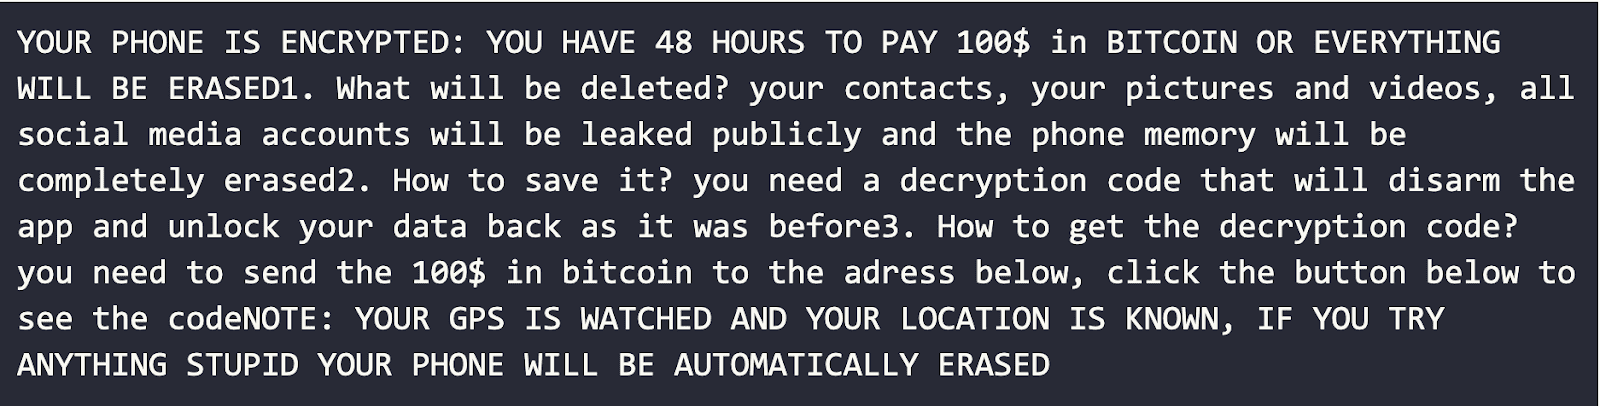 YOUR PHONE IS ENCRYPTED: YOU HAVE 48 HOURS TO PAY 100$ in BITCOIN OR EVERYTHING
WILL BE ERASED1. What will be deleted? your contacts, your pictures and videos, all
social media accounts will be leaked publicly and the phone memory will be
completely erased2. How to save it? you need a decryption code that will disarm the
app and unlock your data back as it was before3. How to get the decryption code?
you need to send the 100$ in bitcoin to the adress below, click the button below to
see the codeNOTE: YOUR GPS IS WATCHED AND YOUR LOCATION IS KNOWN, IF YOU TRY
ANYTHING STUPID YOUR PHONE WILL BE AUTOMATICALLY ERASED